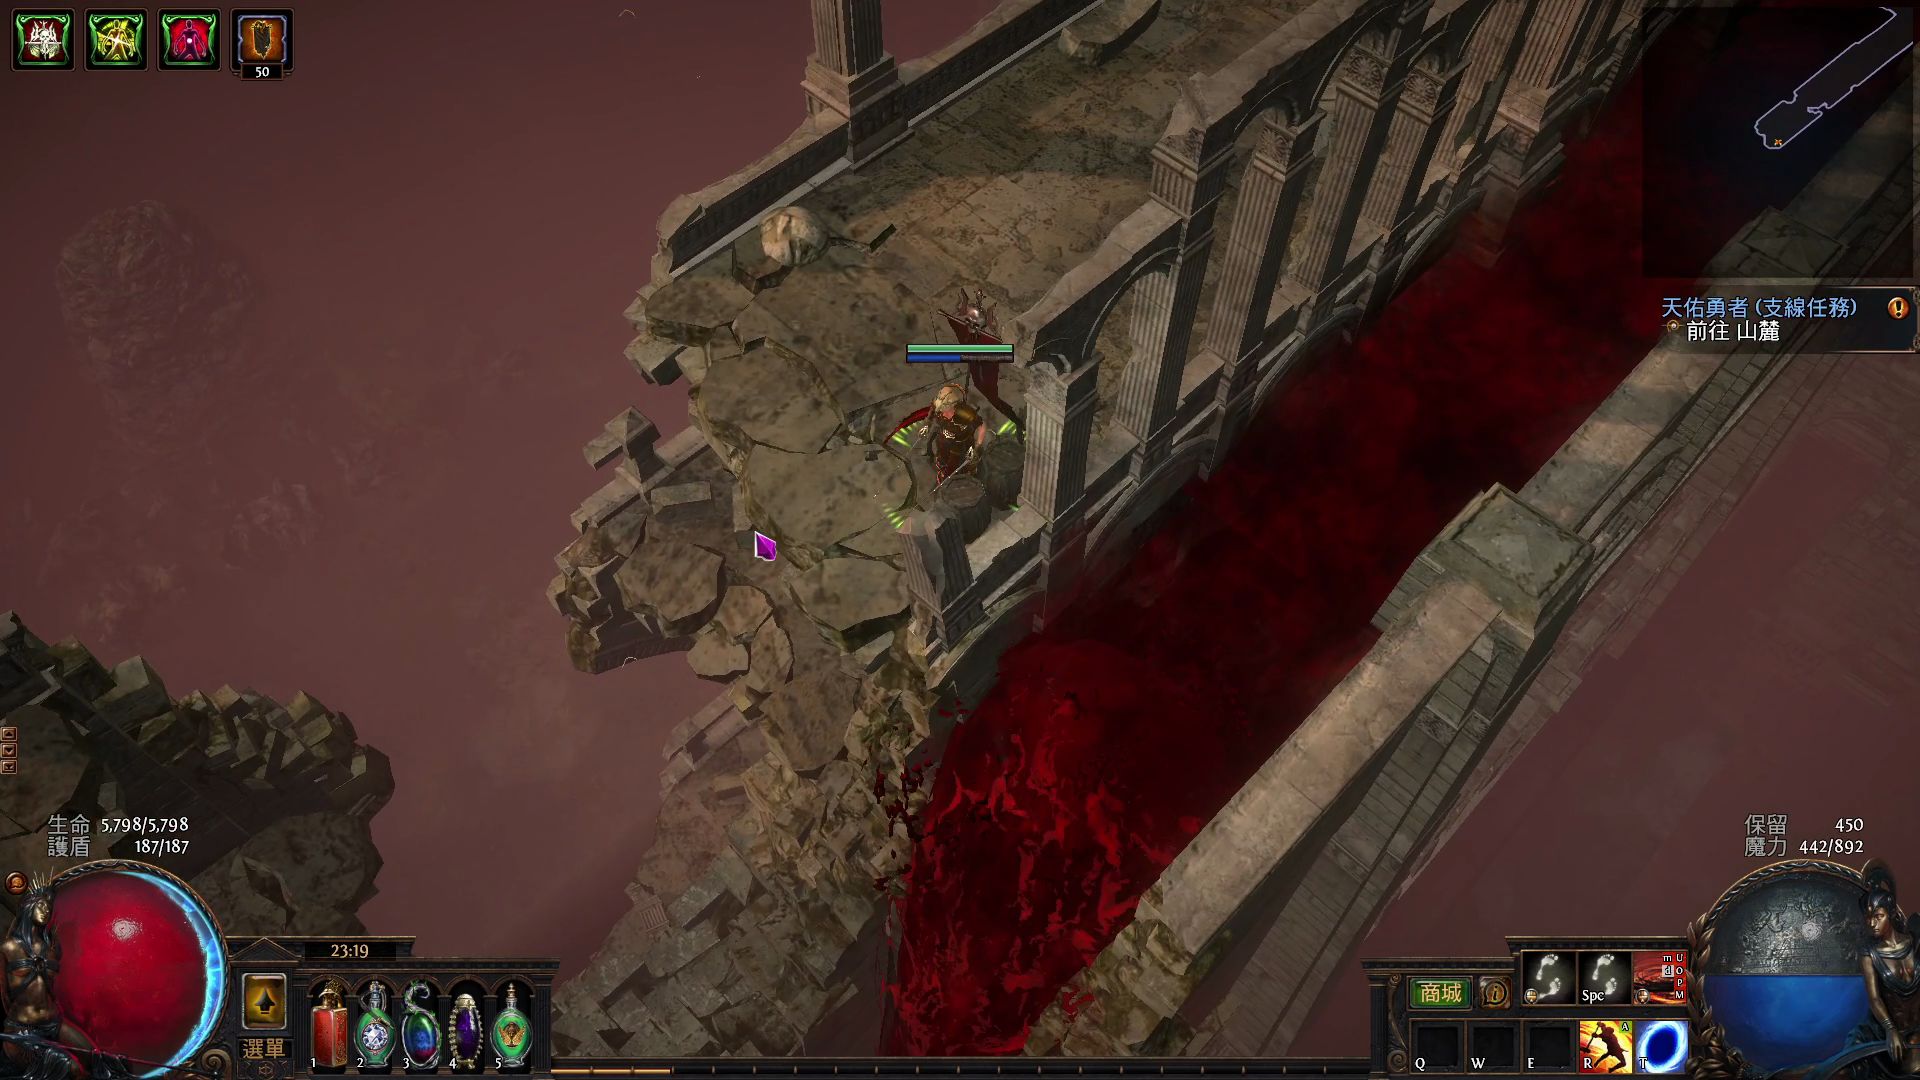 50
天佑勇者 (支線任務)
前往 山麓
生命 5,798/5,798
護盾 187/187
保留 450
魔力 442/892
23:19
選單
1 2 3 4 5
商城
Spc
Q W E R T
A